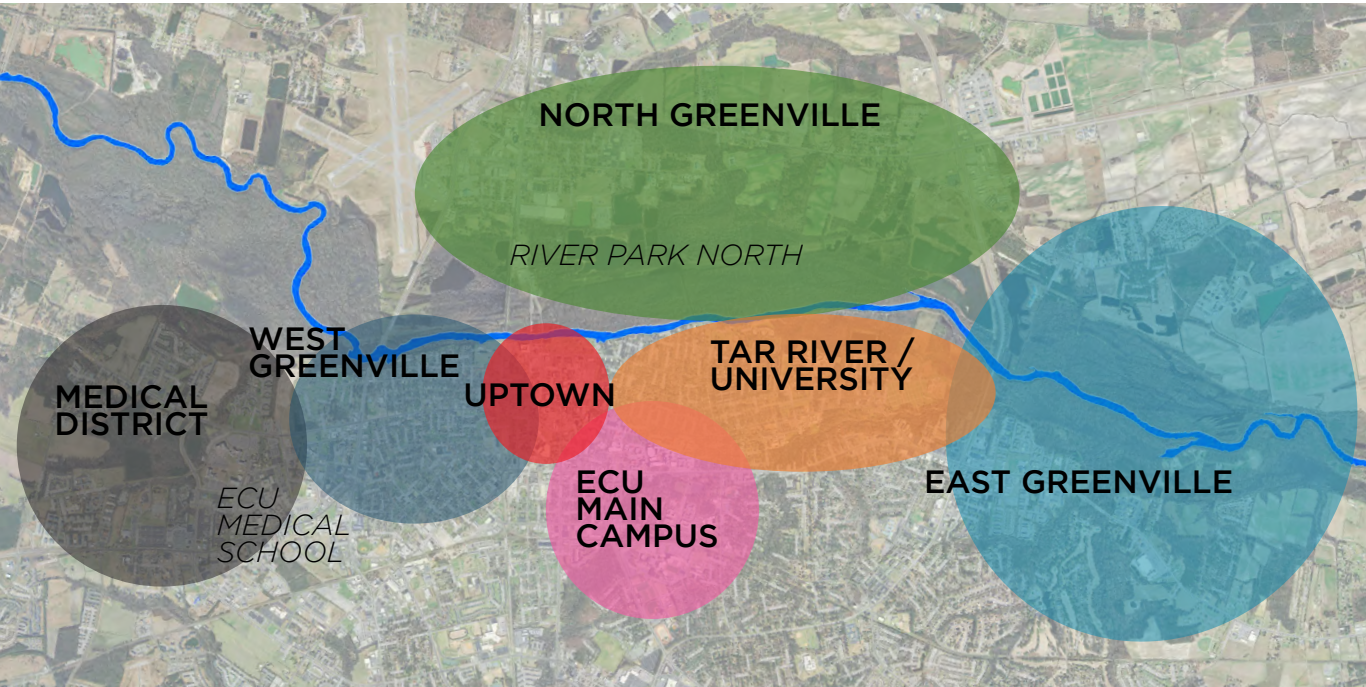 NORTH GREENVILLE
RIVER PARK NORTH
WEST
GREENVILLE
TAR RIVER /
UNIVERSITY
MEDICAL
DISTRICT
UPTOWN
ECU
MAIN
CAMPUS
EAST GREENVILLE
ECU
MEDICAL
SCHOOL